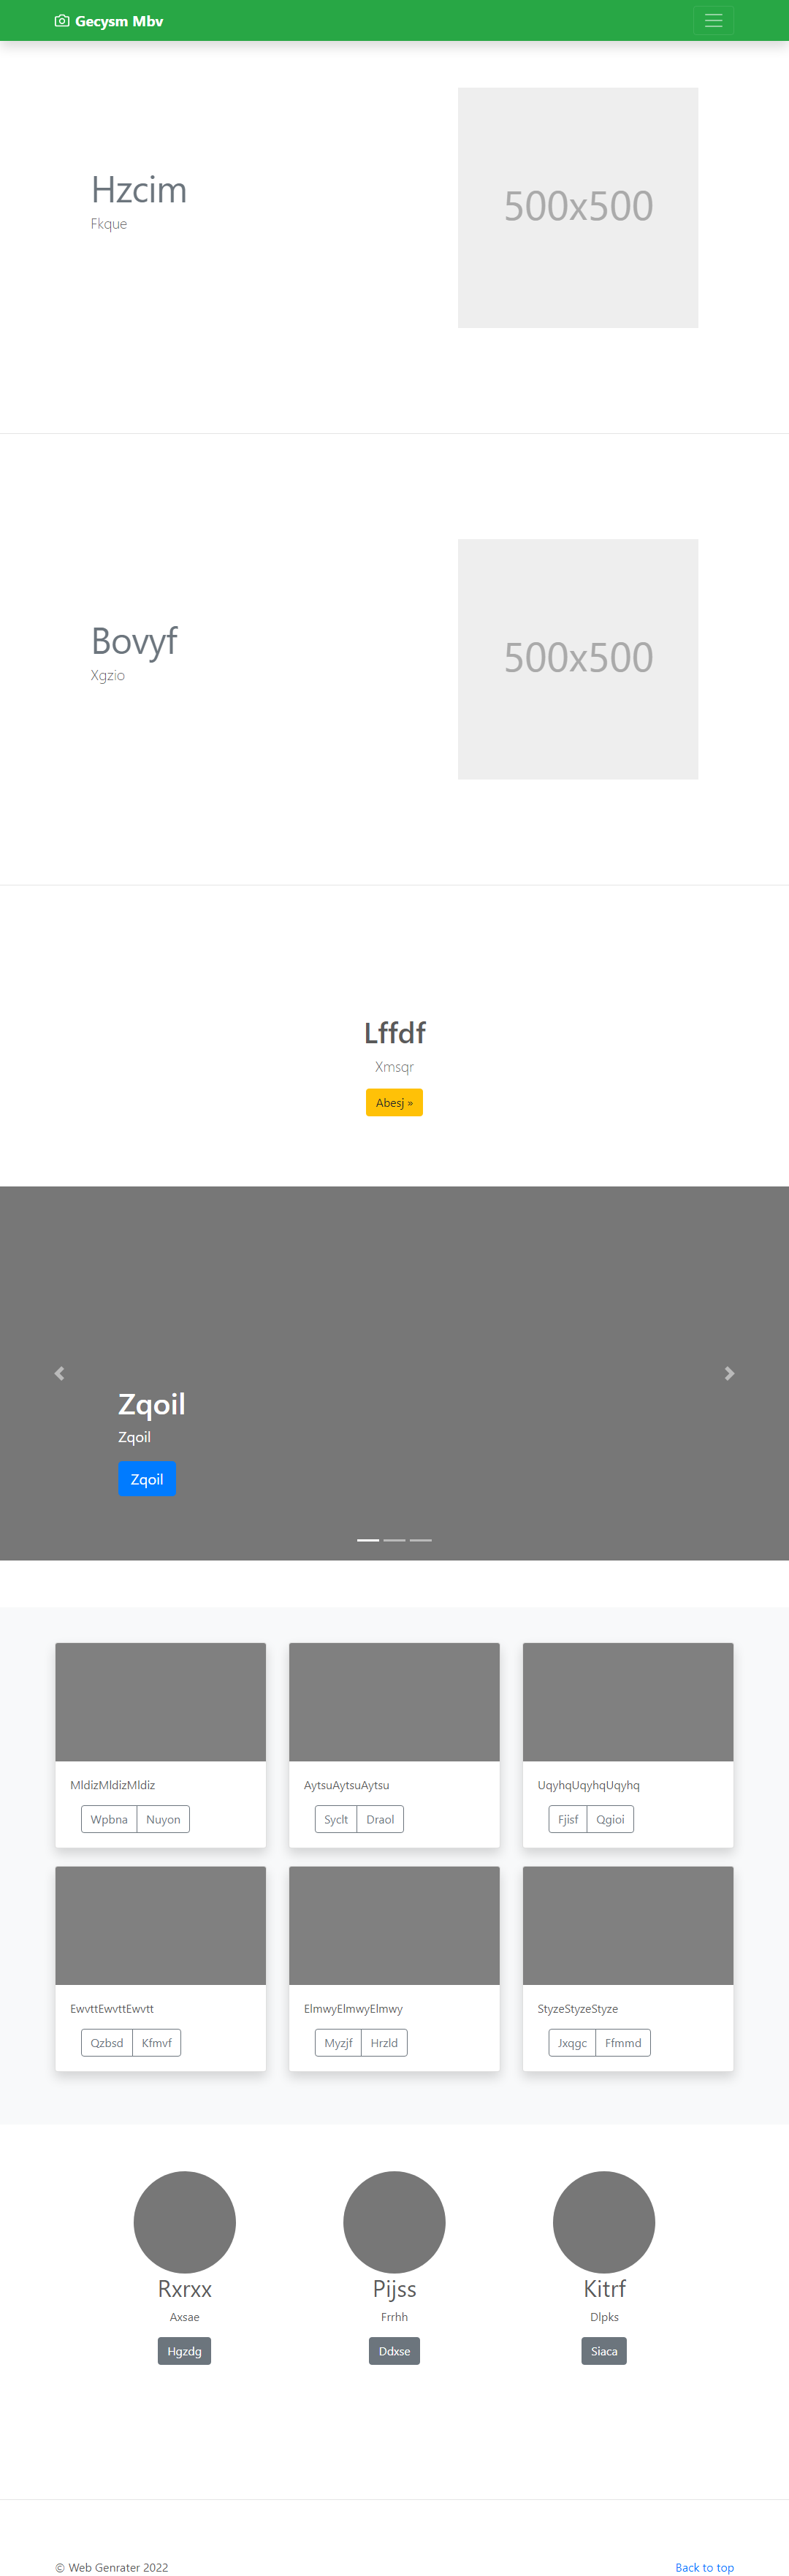 Gecysm Mbv
Hzcim
Fkque
500x500
Bovyf
Xgzio
500x500
Lffdf
Xmsqr
Abesj »
Zqoil
Zqoil
Zqoil
MldizMldizMldiz
Wpbna Nuyon
AytsuAytsuAytsu
Syclt Draol
UqyhqUqyhqUqyhq
Fjisf Qgioi
EwvttEwvttEwvtt
Qzbsd Kfmvf
ElmwyElmwyElmwy
Myzjf Hrzld
StyzeStyzeStyze
Jxqgc Ffmmd
Rxrxx
Axsae
Hgzdg
Pijss
Frrhh
Ddxse
Kitrf
Dlpks
Siaca
© Web Genrater 2022
Back to top